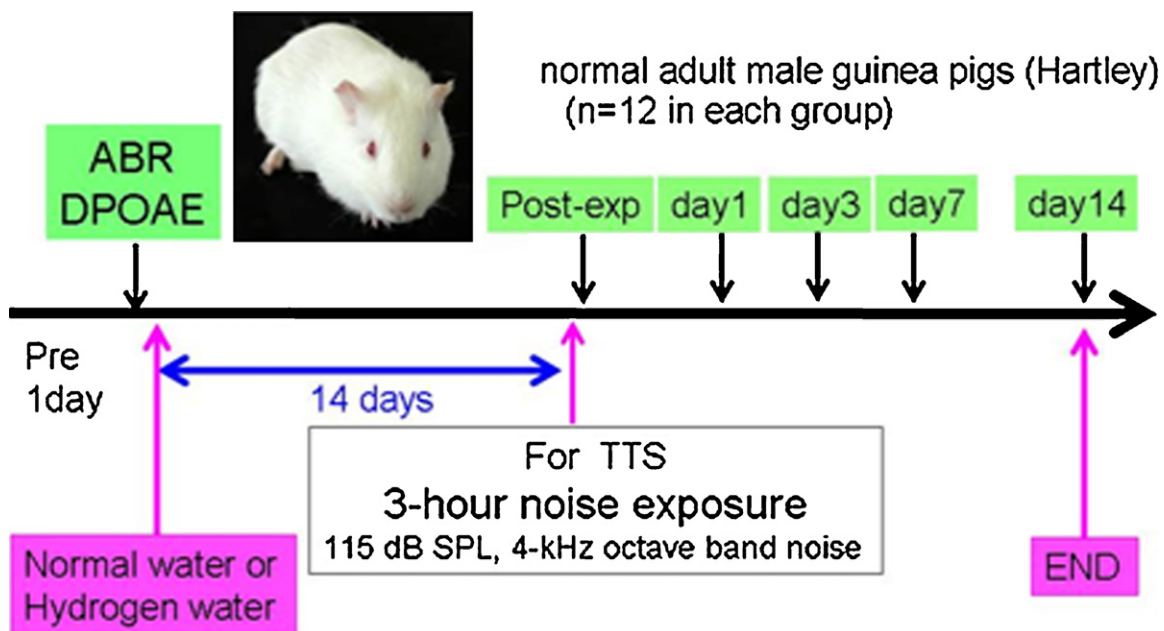 normal adult male guinea pigs (Hartley)
(n=12 in each group)
ABR
DPOAE
Post-exp
day1
day3
day7
day14
Pre
1day
14 days
For TTS
3-hour noise exposure
115 dB SPL, 4-kHz octave band noise
Normal water or
Hydrogen water
END